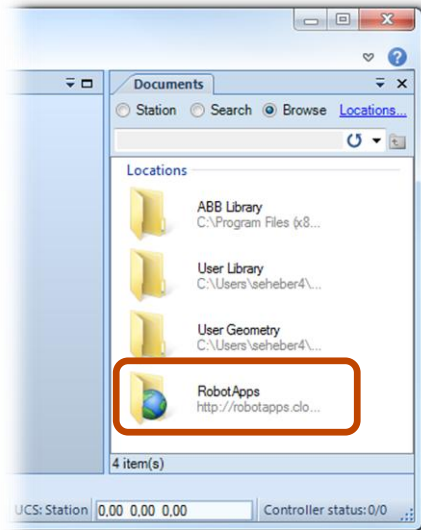 Documents
Station Search Browse Locations...
Locations
ABB Library
C:\Program Files (x8...
User Library
C:\Users\seheber4\...
User Geometry
C:\Users\seheber4\...
RobotApps
http://robotapps.clo...
4 item(s)
UCS: Station 0,00 0,00 0,00 Controller status: 0/0